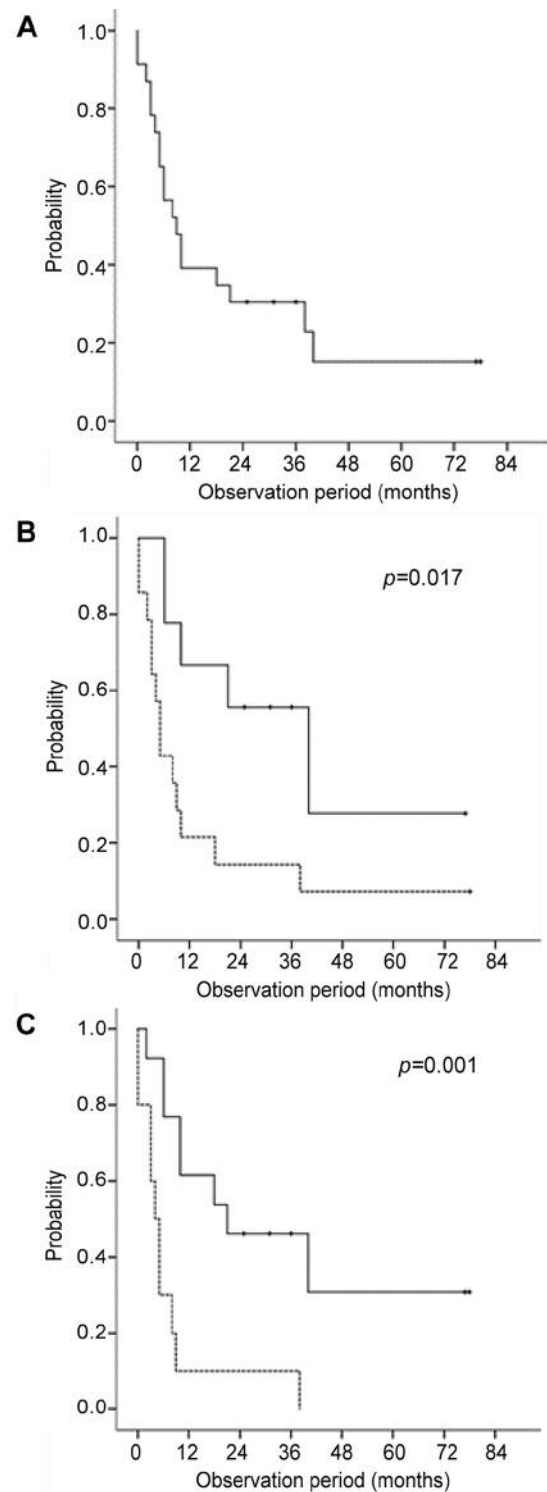 A
1.0
0.8
0.6
0.4
0.2
0.0
Probability
0 12 24 36 48 60 72 84
Observation period (months)
B
p=0.017
1.0
0.8
0.6
0.4
0.2
0.0
Probability
0 12 24 36 48 60 72 84
Observation period (months)
C
p=0.001
1.0
0.8
0.6
0.4
0.2
0.0
Probability
0 12 24 36 48 60 72 84
Observation period (months)